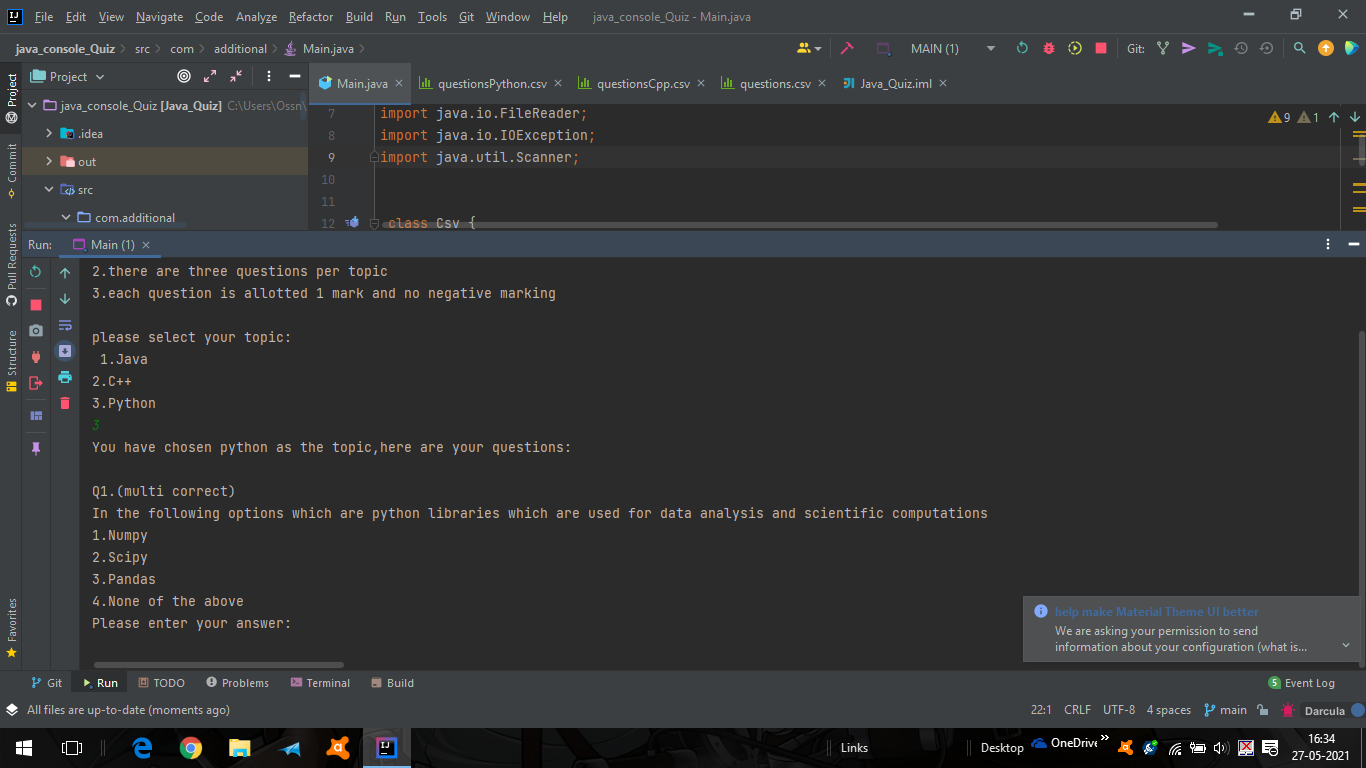 File Edit View Navigate Code Analyze Refactor Build Run Tools Git Window Help java_console_Quiz - Main.java
java_console_Quiz src com additional Main.java MAIN (1) Git:
Project
Main.java questionsPython.csv questionsCpp.csv questions.csv Java_Quiz.iml
java_console_Quiz [Java_Quiz] C:\Users\Ossn\
.idea
out
src
com.additional
7 import java.io.FileReader;
8 import java.io.IOException;
9 import java.util.Scanner;
10
11
12 class Csv {
9 1
Project
Commit
Pull Requests
Structure
Favorites
Run: Main (1)
2.there are three questions per topic
3.each question is allotted 1 mark and no negative marking
please select your topic:
1.Java
2.C++
3.Python
3
You have chosen python as the topic,here are your questions:
Q1.(multi correct)
In the following options which are python libraries which are used for data analysis and scientific computations
1.Numpy
2.Scipy
3.Pandas
4.None of the above
Please enter your answer:
help make Material Theme UI better
We are asking your permission to send
information about your configuration (what is...
Git Run TODO Problems Terminal Build 5 Event Log
All files are up-to-date (moments ago) 22:1 CRLF UTF-8 4 spaces main Darcula
Links Desktop OneDrive
16:34
27-05-2021